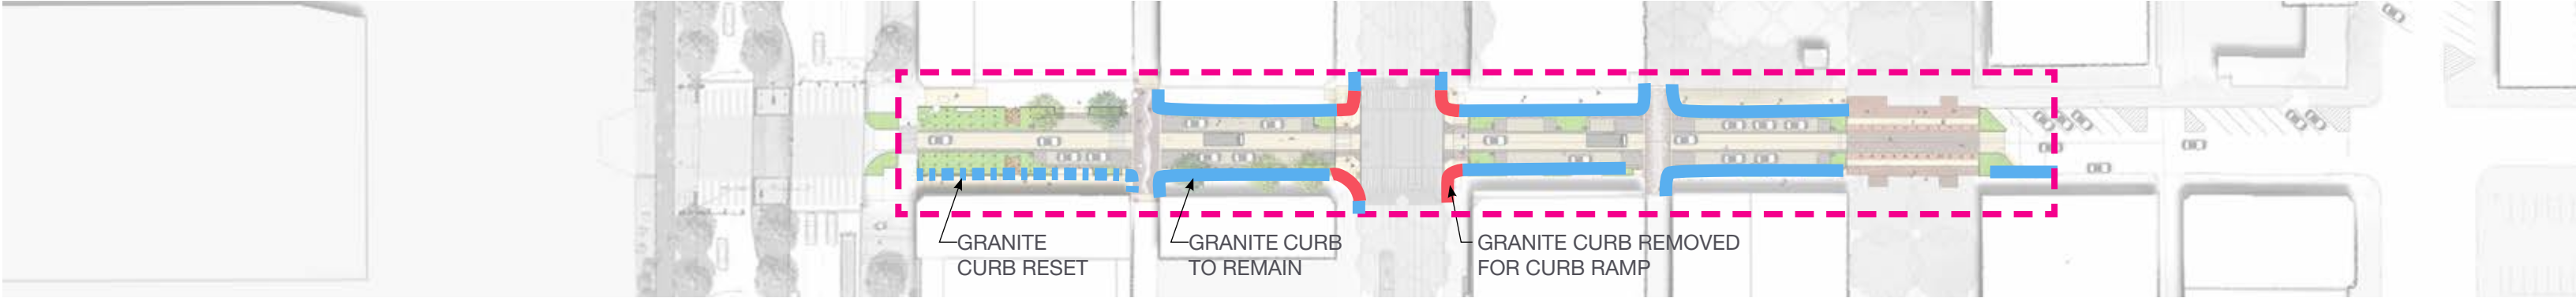 GRANITE
CURB RESET
GRANITE CURB
TO REMAIN
GRANITE CURB REMOVED
FOR CURB RAMP